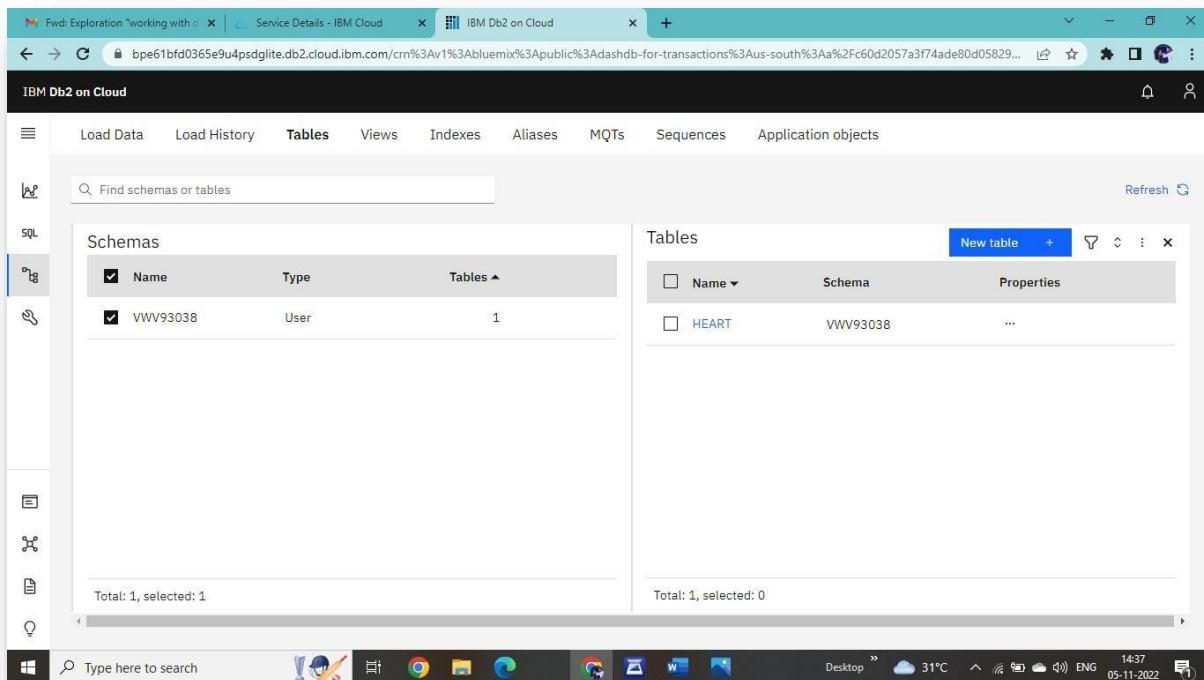 Fwd: Exploration "working with d
Service Details - IBM Cloud
IBM Db2 on Cloud
bpe61bfd0365e9u4psdglite.db2.cloud.ibm.com/crn%3Av1%3Abluemix%3Apublic%3Adashdb-for-transactions%3Aus-south%3Aa%2Fc60d2057a3f74ade80d05829...
IBM Db2 on Cloud
Load Data Load History Tables Views Indexes Aliases MQTs Sequences Application objects
Find schemas or tables
Refresh
SQL
Schemas
Name Type Tables
VWV93038 User 1
Total: 1, selected: 1
Tables
New table +
Name Schema Properties
HEART VWV93038 ...
Total: 1, selected: 0
Type here to search
Desktop
31°C
ENG
14:37
05-11-2022